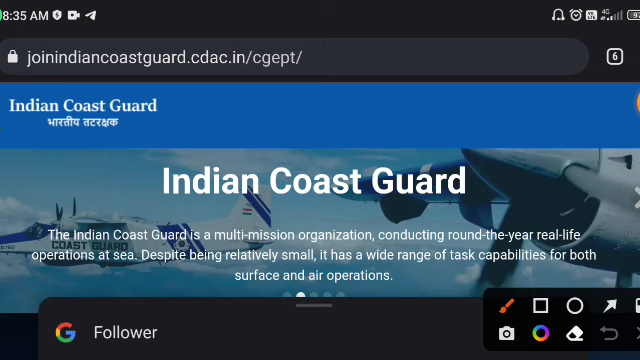 8:35 AM
4G
joinindiancoastguard.cdac.in/cgept/
6
Indian Coast Guard
भारतीय तटरक्षक
Indian Coast Guard
The Indian Coast Guard is a multi-mission organization, conducting round-the-year real-life
operations at sea. Despite being relatively small, it has a wide range of task capabilities for both
surface and air operations.
COAST GUARD
Follower